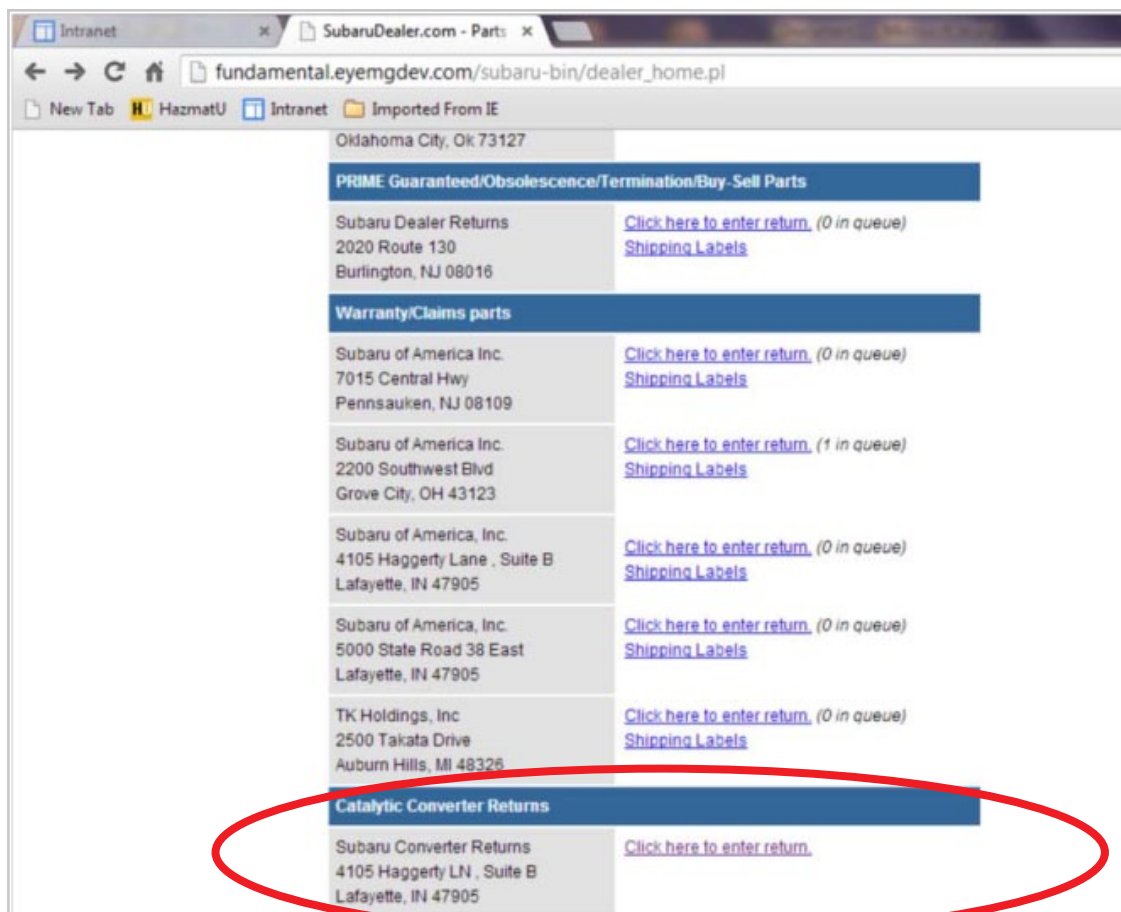 Intranet
SubaruDealer.com - Parts
fundamental.eyemgdev.com/subaru-bin/dealer_home.pl
New Tab HU HazmatU Intranet Imported From IE
Oklahoma City, Ok 73127
PRIME Guaranteed/Obsolescence/Termination/Buy-Sell Parts
Subaru Dealer Returns Click here to enter return. (0 in queue)
2020 Route 130 Shipping Labels
Burlington, NJ 08016
Warranty/Claims parts
Subaru of America Inc. Click here to enter return. (0 in queue)
7015 Central Hwy Shipping Labels
Pennsauken, NJ 08109
Subaru of America Inc. Click here to enter return. (1 in queue)
2200 Southwest Blvd Shipping Labels
Grove City, OH 43123
Subaru of America, Inc. Click here to enter return. (0 in queue)
4105 Haggerty Lane , Suite B Shipping Labels
Lafayette, IN 47905
Subaru of America, Inc. Click here to enter return. (0 in queue)
5000 State Road 38 East Shipping Labels
Lafayette, IN 47905
TK Holdings, Inc Click here to enter return. (0 in queue)
2500 Takata Drive Shipping Labels
Auburn Hills, MI 48326
Catalytic Converter Returns
Subaru Converter Returns Click here to enter return.
4105 Haggerty LN , Suite B
Lafayette, IN 47905